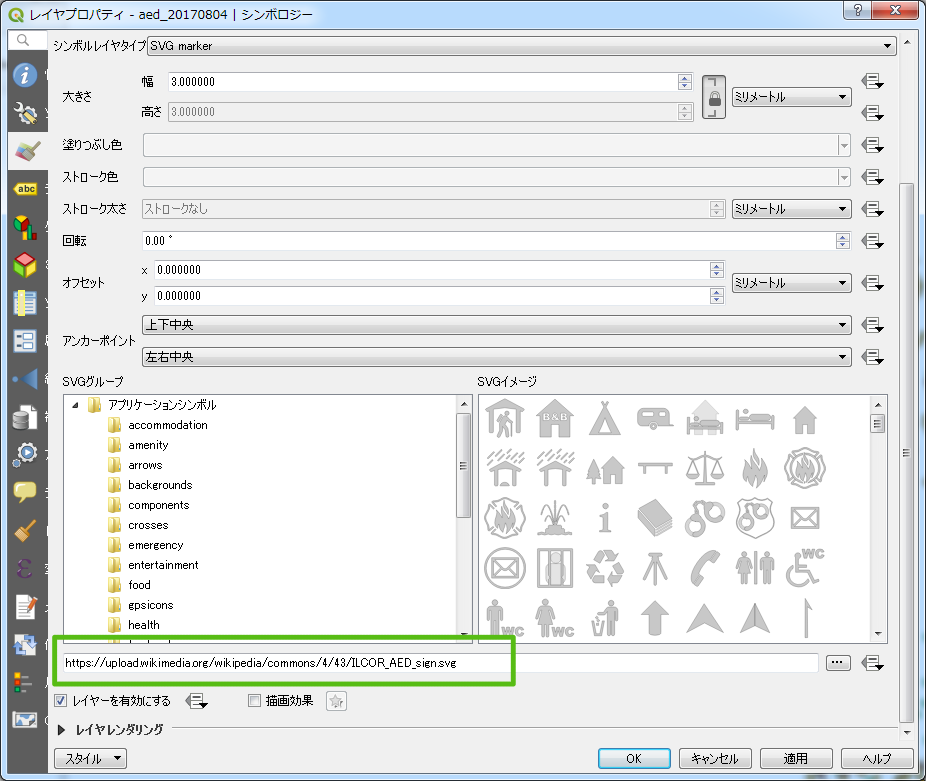 レイヤプロパティ - aed_20170804 | シンボロジー
シンボルレイヤタイプ SVG marker
大きさ
幅 3.000000
高さ 3.000000
ミリメートル
塗りつぶし色
ストローク色
ストローク太さ ストロークなし ミリメートル
abc
回転 0.00 °
オフセット
x 0.000000
y 0.000000
ミリメートル
アンカーポイント
上下中央
左右中央
SVGグループ
アプリケーションシンボル
accommodation
amenity
arrows
backgrounds
components
crosses
emergency
entertainment
food
gpsicons
health
SVGイメージ
B&B
WC
WC
WC
https://upload.wikimedia.org/wikipedia/commons/4/43/ILCOR_AED_sign.svg
...
レイヤーを有効にする
描画効果
レイヤレンダリング
スタイル
OK
キャンセル
適用
ヘルプ